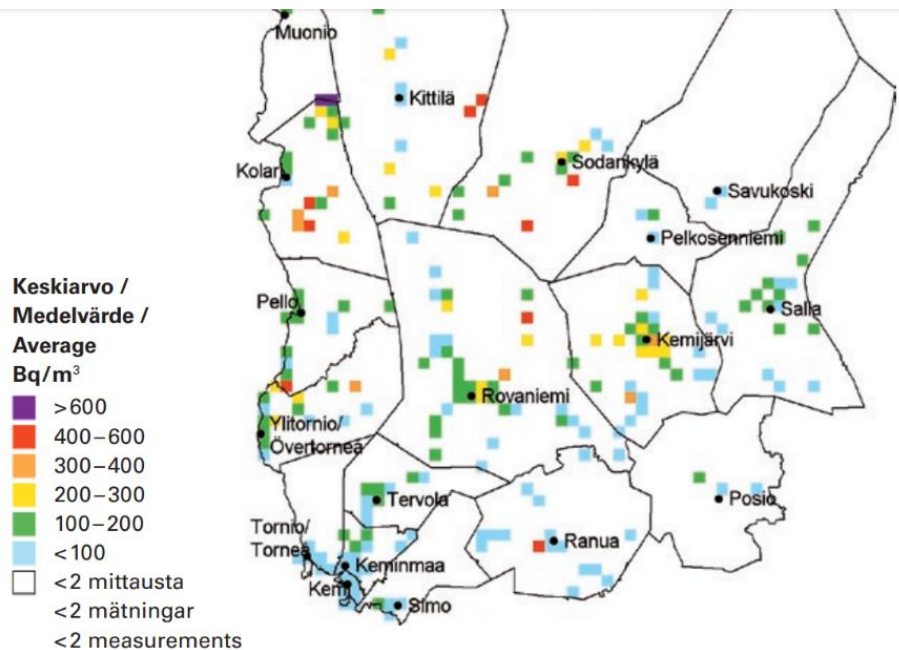 Muonio
Kittilä
Kolari
Sodankylä
Savukoski
Pelkosenniemi
Pello
Salla
Kemijärvi
Rovaniemi
Ylitornio/
Övertorneå
Tervola
Posio
Tornio/
Torneå
Ranua
Keminmaa
Kemi
Simo
Keskiarvo /
Medelvärde /
Average
Bq/m³
>600
400–600
300–400
200–300
100–200
<100
<2 mittausta
<2 mätningar
<2 measurements